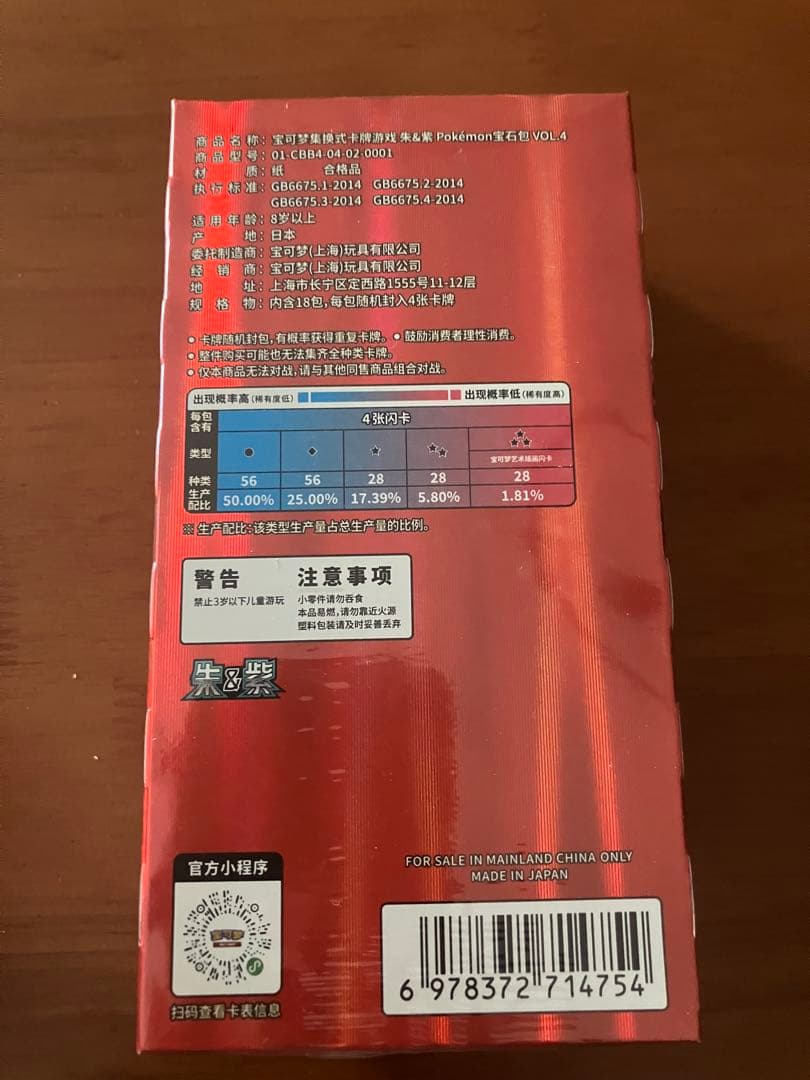 商品名称：宝可梦集换式卡牌游戏 朱&紫 Pokémon宝石包 VOL.4
商品型号：01-CBB4-04-02-0001
材质：纸 合格品
执行标准：GB6675.1-2014 GB6675.2-2014
GB6675.3-2014 GB6675.4-2014
适用年龄：8岁以上
产地：日本
委托制造商：宝可梦(上海)玩具有限公司
经销商：宝可梦(上海)玩具有限公司
地址：上海市长宁区定西路1555号11-12层
规格物：内含18包,每包随机封入4张卡牌
● 卡牌随机封包,有概率获得重复卡牌。 ● 鼓励消费者理性消费。
● 整件购买可能也无法集齐全种类卡牌。
● 仅本商品无法对战,请与其他同售商品组合对战。
出现概率高(稀有度低) 出现概率低(稀有度高)
每包含有 4张闪卡
类型 ● ◆ ★ ★★ ★★★
宝可梦艺术插画闪卡
种类 56 56 28 28 28
生产配比 50.00% 25.00% 17.39% 5.80% 1.81%
※ 生产配比:该类型生产量占总生产量的比例。
警告 注意事项
禁止3岁以下儿童游玩 小零件请勿吞食
本品易燃,请勿靠近火源
塑料包装请及时妥善丢弃
朱&紫
官方小程序
宝可梦
扫码查看卡表信息
FOR SALE IN MAINLAND CHINA ONLY
MADE IN JAPAN
6 978372 714754